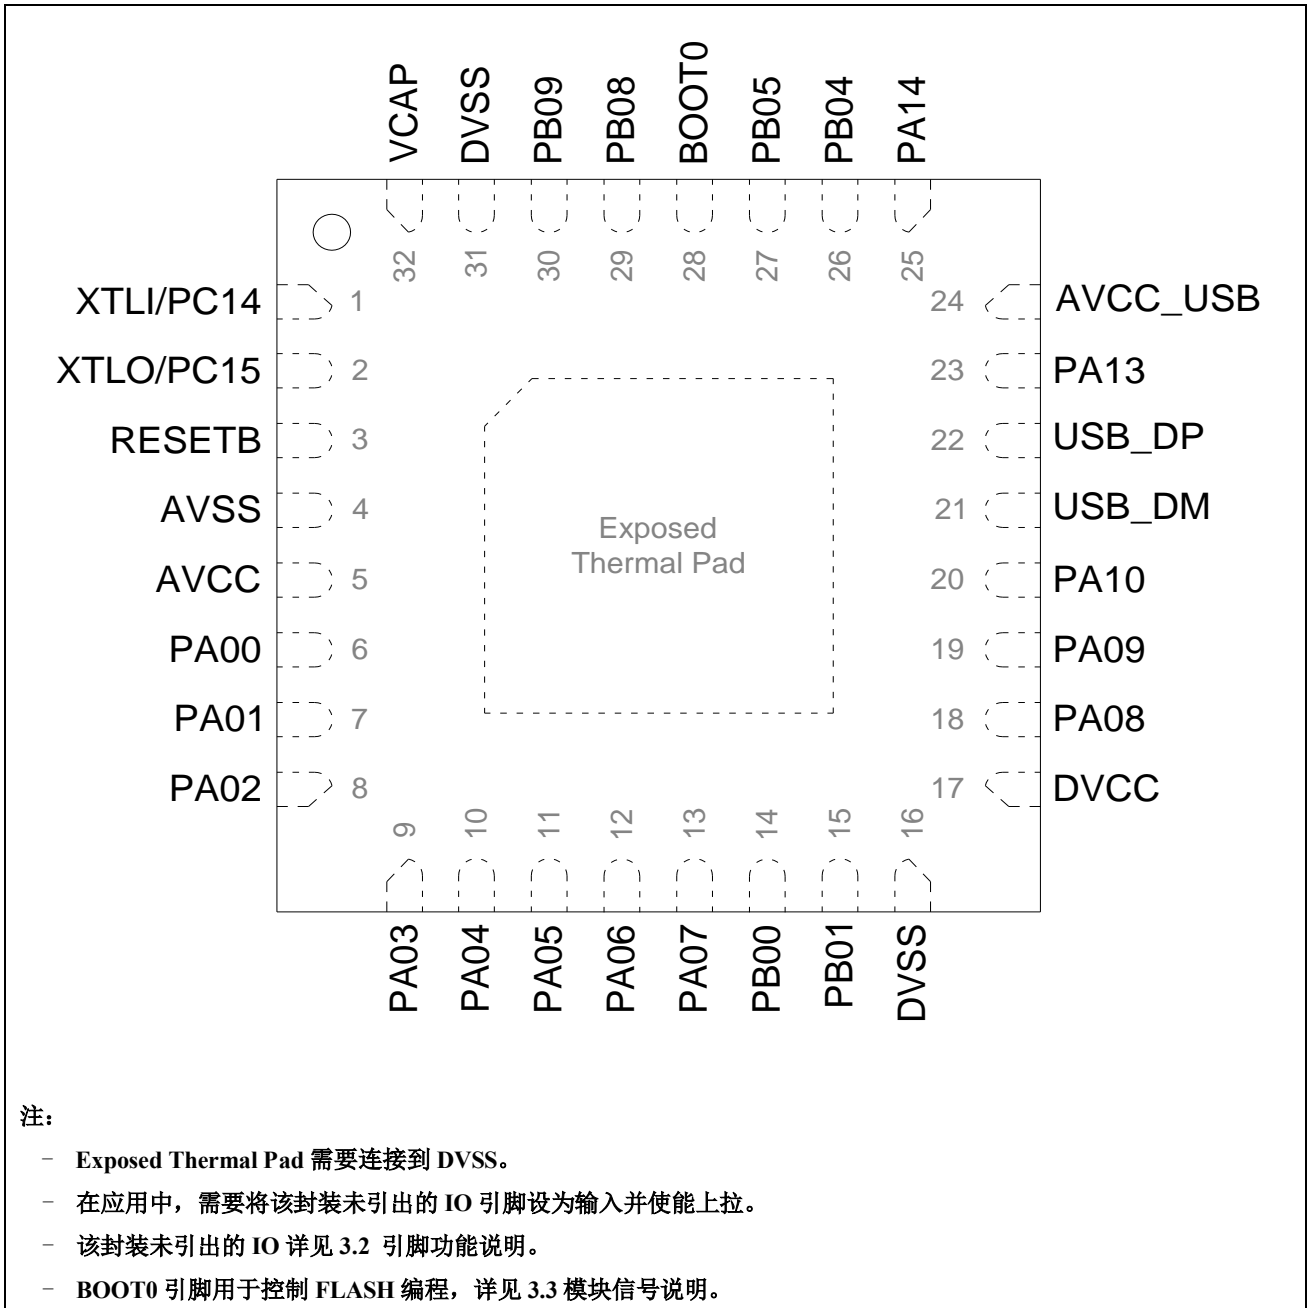 VCAP
DVSS
PB09
PB08
BOOT0
PB05
PB04
PA14
32
31
30
29
28
27
26
25
XTLI/PC14 1
XTLO/PC15 2
RESETB 3
AVSS 4
AVCC 5
PA00 6
PA01 7
PA02 8
24 AVCC_USB
23 PA13
22 USB_DP
21 USB_DM
20 PA10
19 PA09
18 PA08
17 DVCC
Exposed
Thermal Pad
9
10
11
12
13
14
15
16
PA03
PA04
PA05
PA06
PA07
PB00
PB01
DVSS
注：
－ Exposed Thermal Pad 需要连接到 DVSS。
－ 在应用中，需要将该封装未引出的 IO 引脚设为输入并使能上拉。
－ 该封装未引出的 IO 详见 3.2 引脚功能说明。
－ BOOT0 引脚用于控制 FLASH 编程，详见 3.3 模块信号说明。